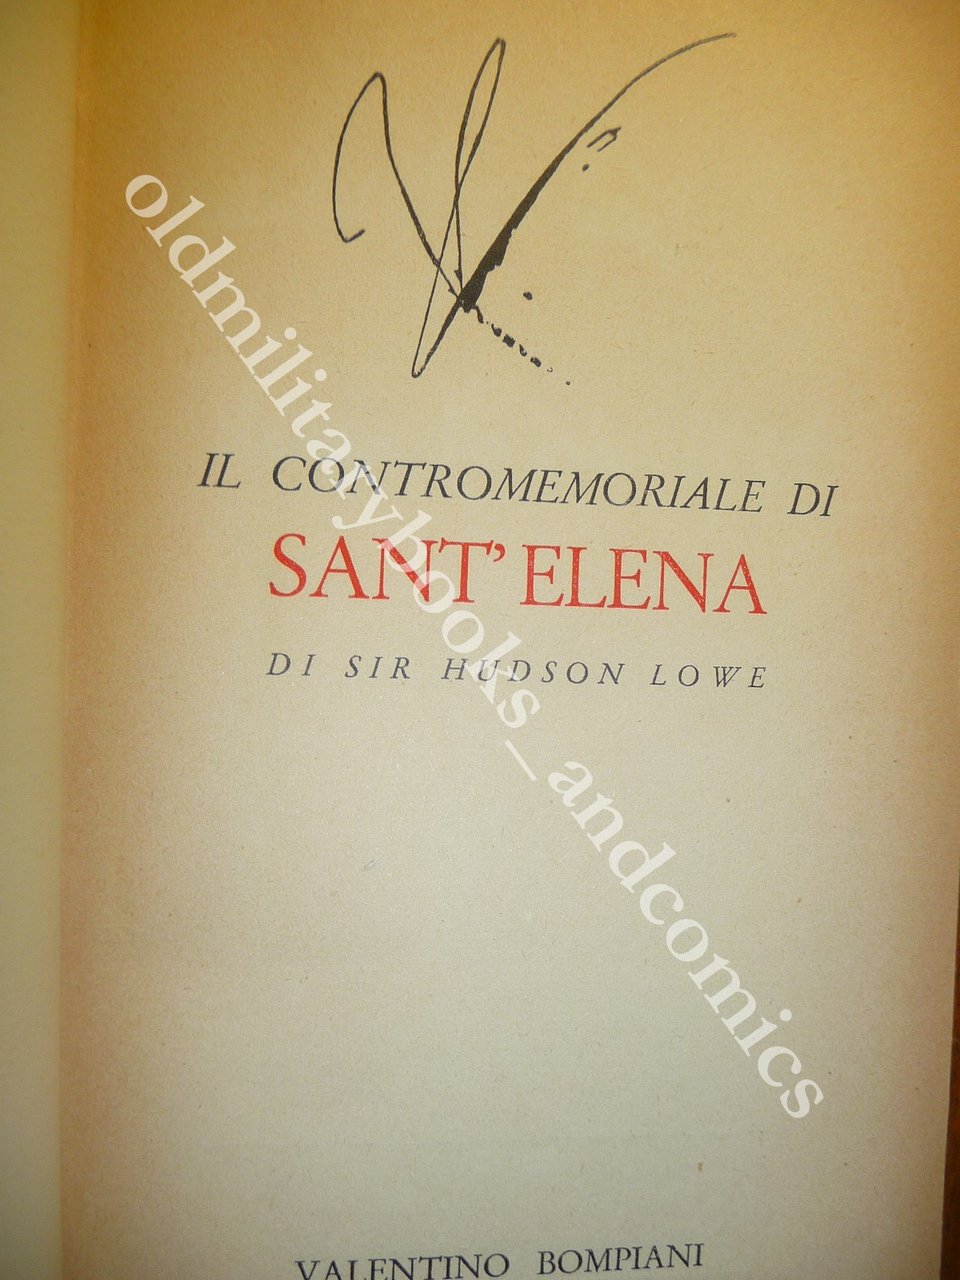 IL CONTROMEMORIALE DI
SANT' ELENA
DI SIR HUDSON LOWE
VALENTINO BOMPIANI
oldmilitarybooks_andcomics